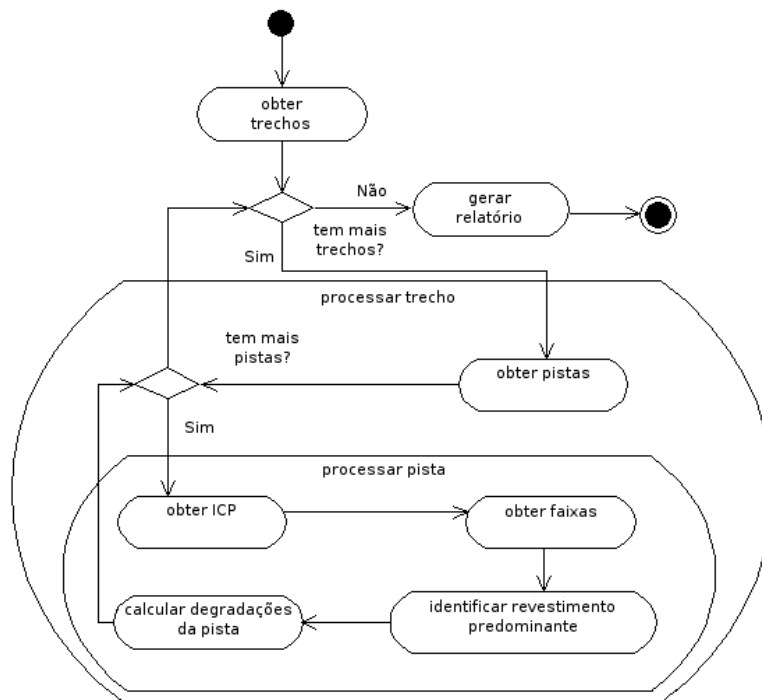 obter
trechos
Não
gerar
relatório
tem mais
trechos?
Sim
processar trecho
tem mais
pistas?
obter pistas
Sim
processar pista
obter ICP
obter faixas
calcular degradações
da pista
identificar revestimento
predominante